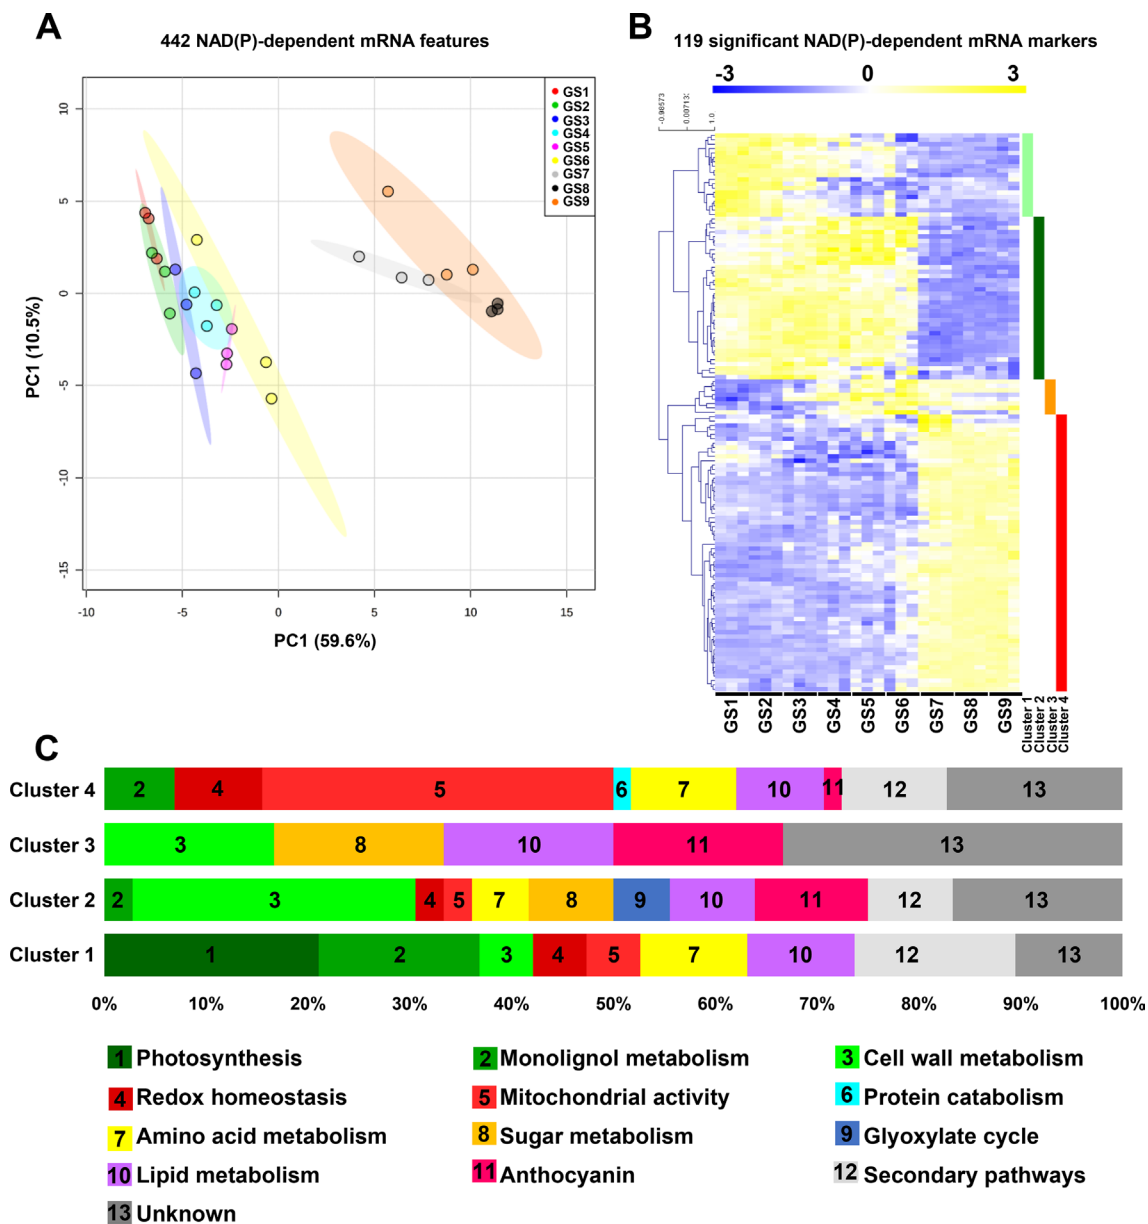 A
442 NAD(P)-dependent mRNA features
GS1
GS2
GS3
GS4
GS5
GS6
GS7
GS8
GS9
10
5
0
-5
-10
-15
PC1 (10.5%)
-10
-5
0
5
10
15
PC1 (59.6%)
B
119 significant NAD(P)-dependent mRNA markers
-3
0
3
-0.98573
1.0
GS1
GS2
GS3
GS4
GS5
GS6
GS7
GS8
GS9
Cluster 1
Cluster 2
Cluster 3
Cluster 4
C
Cluster 4 2 4 5 6 7 10 11 12 13
Cluster 3 3 8 10 11 13
Cluster 2 2 3 4 5 7 8 9 10 11 12 13
Cluster 1 1 2 3 4 5 7 10 12 13
0% 10% 20% 30% 40% 50% 60% 70% 80% 90% 100%
1 Photosynthesis 2 Monolignol metabolism 3 Cell wall metabolism
4 Redox homeostasis 5 Mitochondrial activity 6 Protein catabolism
7 Amino acid metabolism 8 Sugar metabolism 9 Glyoxylate cycle
10 Lipid metabolism 11 Anthocyanin 12 Secondary pathways
13 Unknown